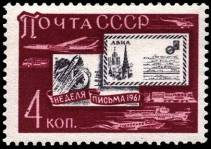 ПОЧТА СССР
АВИА
НЕДЕЛЯ
ПИСЬМА 1961
4
КОП.